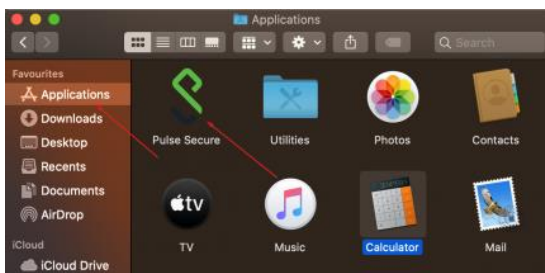 Applications
Search
Favourites
Applications
Downloads
Desktop
Recents
Documents
AirDrop
iCloud
iCloud Drive
Pulse Secure
Utilities
Photos
Contacts
tv
TV
Music
Calculator
Mail